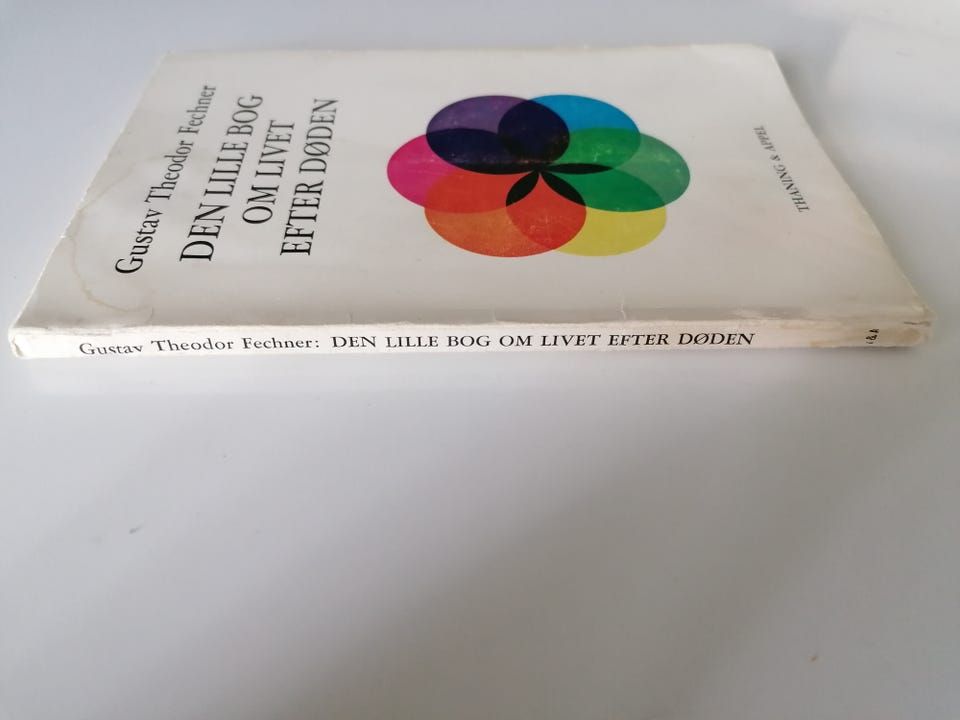 Gustav Theodor Fechner
DEN LILLE BOG
OM LIVET
EFTER DØDEN
THANING & APPEL
Gustav Theodor Fechner: DEN LILLE BOG OM LIVET EFTER DØDEN
&A